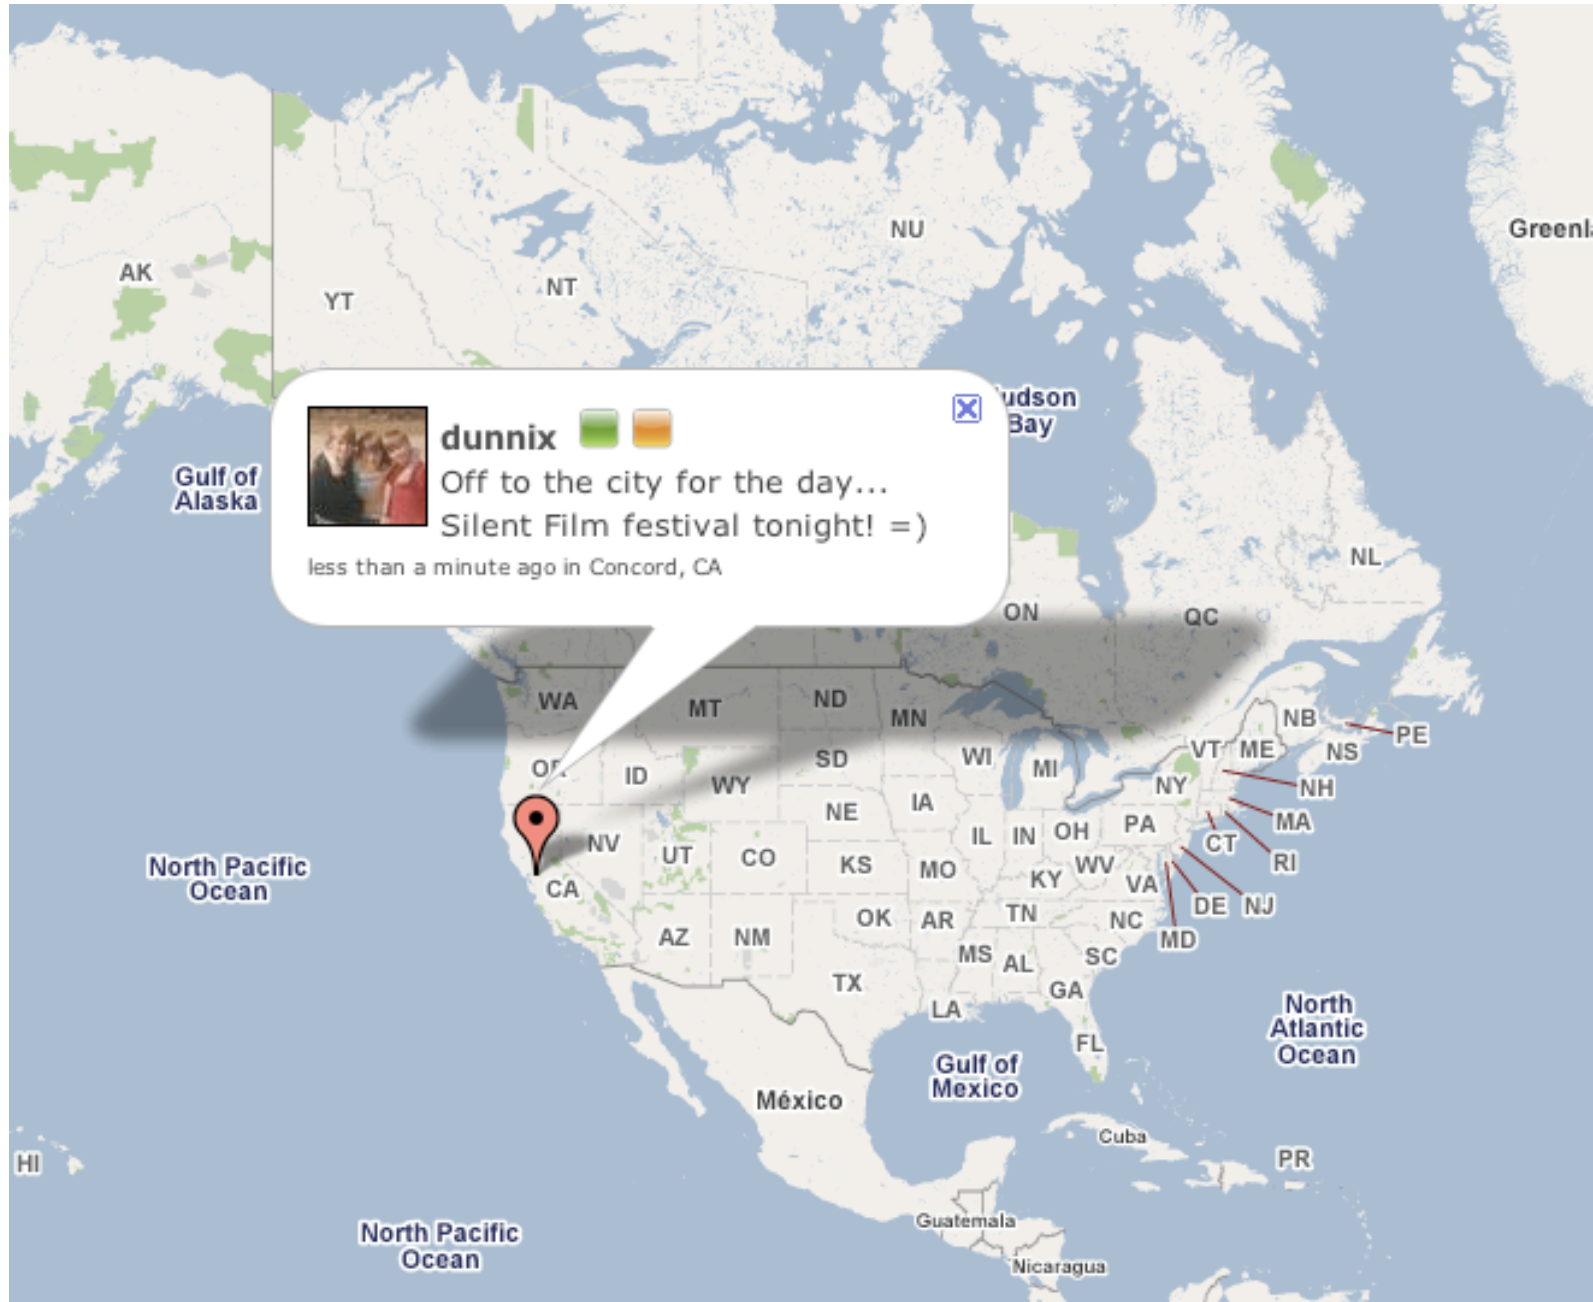 NU
Greenl
AK
YT
NT
udson
Bay
dunnix
Off to the city for the day...
Silent Film festival tonight! =)
less than a minute ago in Concord, CA
Gulf of
Alaska
NL
ON
QC
WA
MT
ND
MN
NB
PE
OR
ID
WY
SD
WI
MI
VT
ME
NS
NY
NH
NE
IA
IL
IN
OH
PA
MA
CT
RI
NV
UT
CO
KS
MO
KY
WV
VA
DE
NJ
MD
North Pacific
Ocean
CA
AZ
NM
OK
AR
TN
NC
SC
MS
AL
GA
TX
LA
FL
North
Atlantic
Ocean
Gulf of
Mexico
México
Cuba
HI
PR
Guatemala
Nicaragua
North Pacific
Ocean